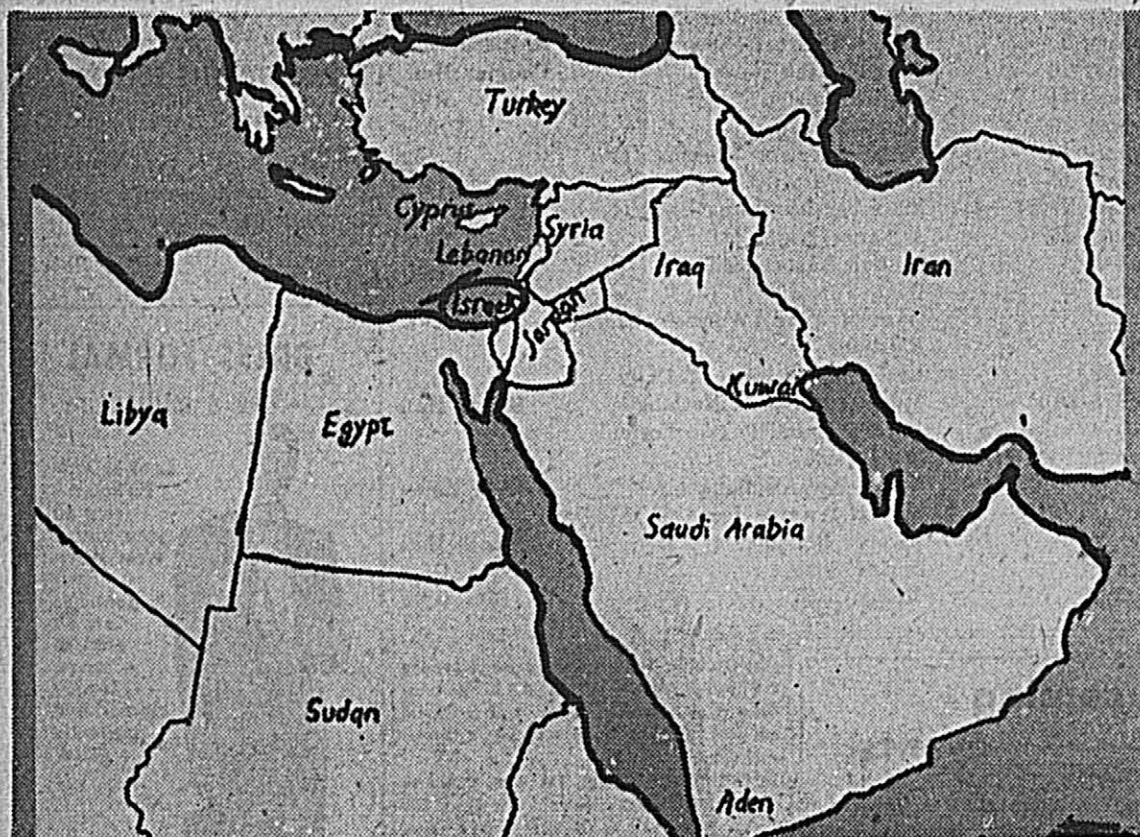 Turkey
Cyprus
Syria
Lebanon
Iraq
Iran
Israel
Jordan
Kuwait
Libya
Egypt
Saudi Arabia
Sudan
Aden